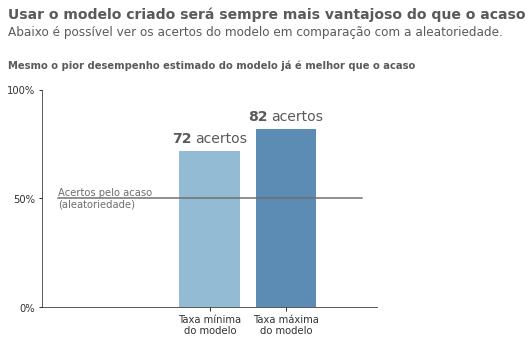 Usar o modelo criado será sempre mais vantajoso do que o acaso
Abaixo é possível ver os acertos do modelo em comparação com a aleatoriedade.
Mesmo o pior desempenho estimado do modelo já é melhor que o acaso
100%
82 acertos
72 acertos
Acertos pelo acaso
(aleatoriedade)
50%
0%
Taxa mínima
do modelo
Taxa máxima
do modelo